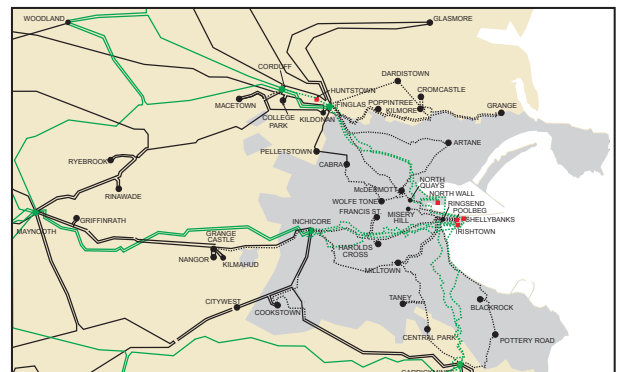 WOODLAND
GLASMORE
CORDUFF
DARDISTOWN
HUNTSTOWN
CROMCASTLE
MACETOWN
FINGLAS
POPPINTREE
KILMORE
GRANGE
COLLEGE
PARK
KILDONAN
ARTANE
PELLETSTOWN
CABRA
RYEBROOK
RINAWADE
McDERMOTT
NORTH
QUAYS
NORTH WALL
WOLFE TONE
RINGSEND
FRANCIS ST
MISERY
HILL
POOLBEG
SHELLYBANKS
IRISHTOWN
MAYNOOTH
GRIFFINRATH
INCHICORE
GRANGE
CASTLE
HAROLDS
CROSS
NANGOR
KILMAHUD
MILLTOWN
CITYWEST
COOKSTOWN
TANEY
BLACKROCK
CENTRAL PARK
POTTERY ROAD